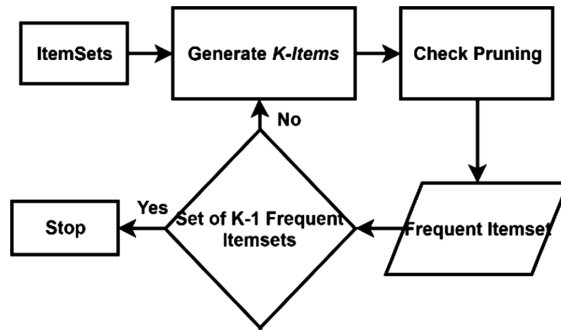 ItemSets
Generate K-Items
Check Pruning
No
Yes
Stop
Set of K-1 Frequent
Itemsets
Frequent Itemset